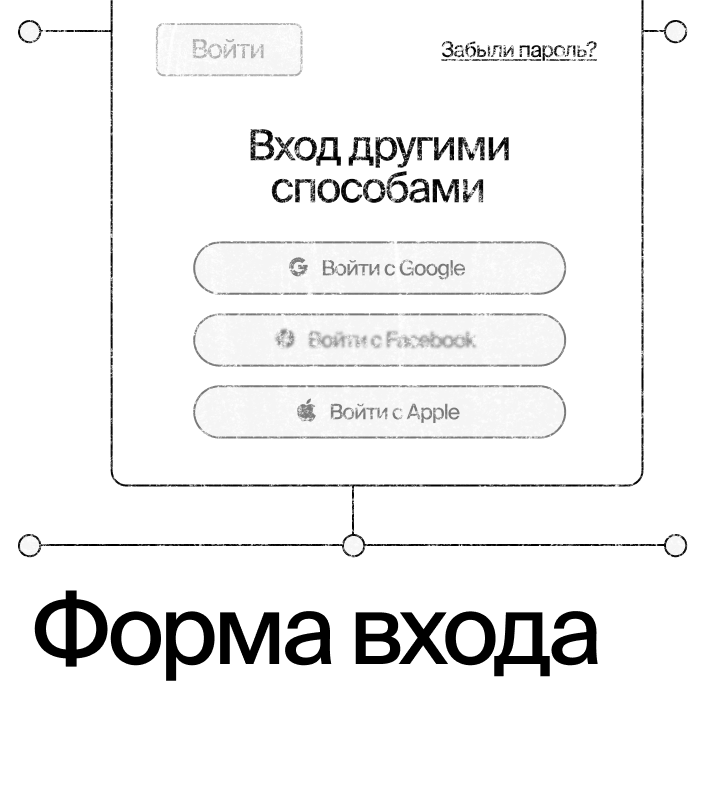 Войти
Забыли пароль?
Вход другими
способами
Войти с Google
Войти с Facebook
Войти с Apple
Форма входа